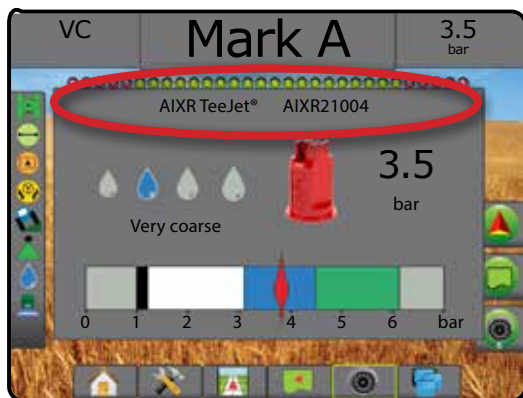 VC Mark A 3.5
bar
AIXR TeeJet® AIXR21004
3.5
bar
Very coarse
0 1 2 3 4 5 6 bar